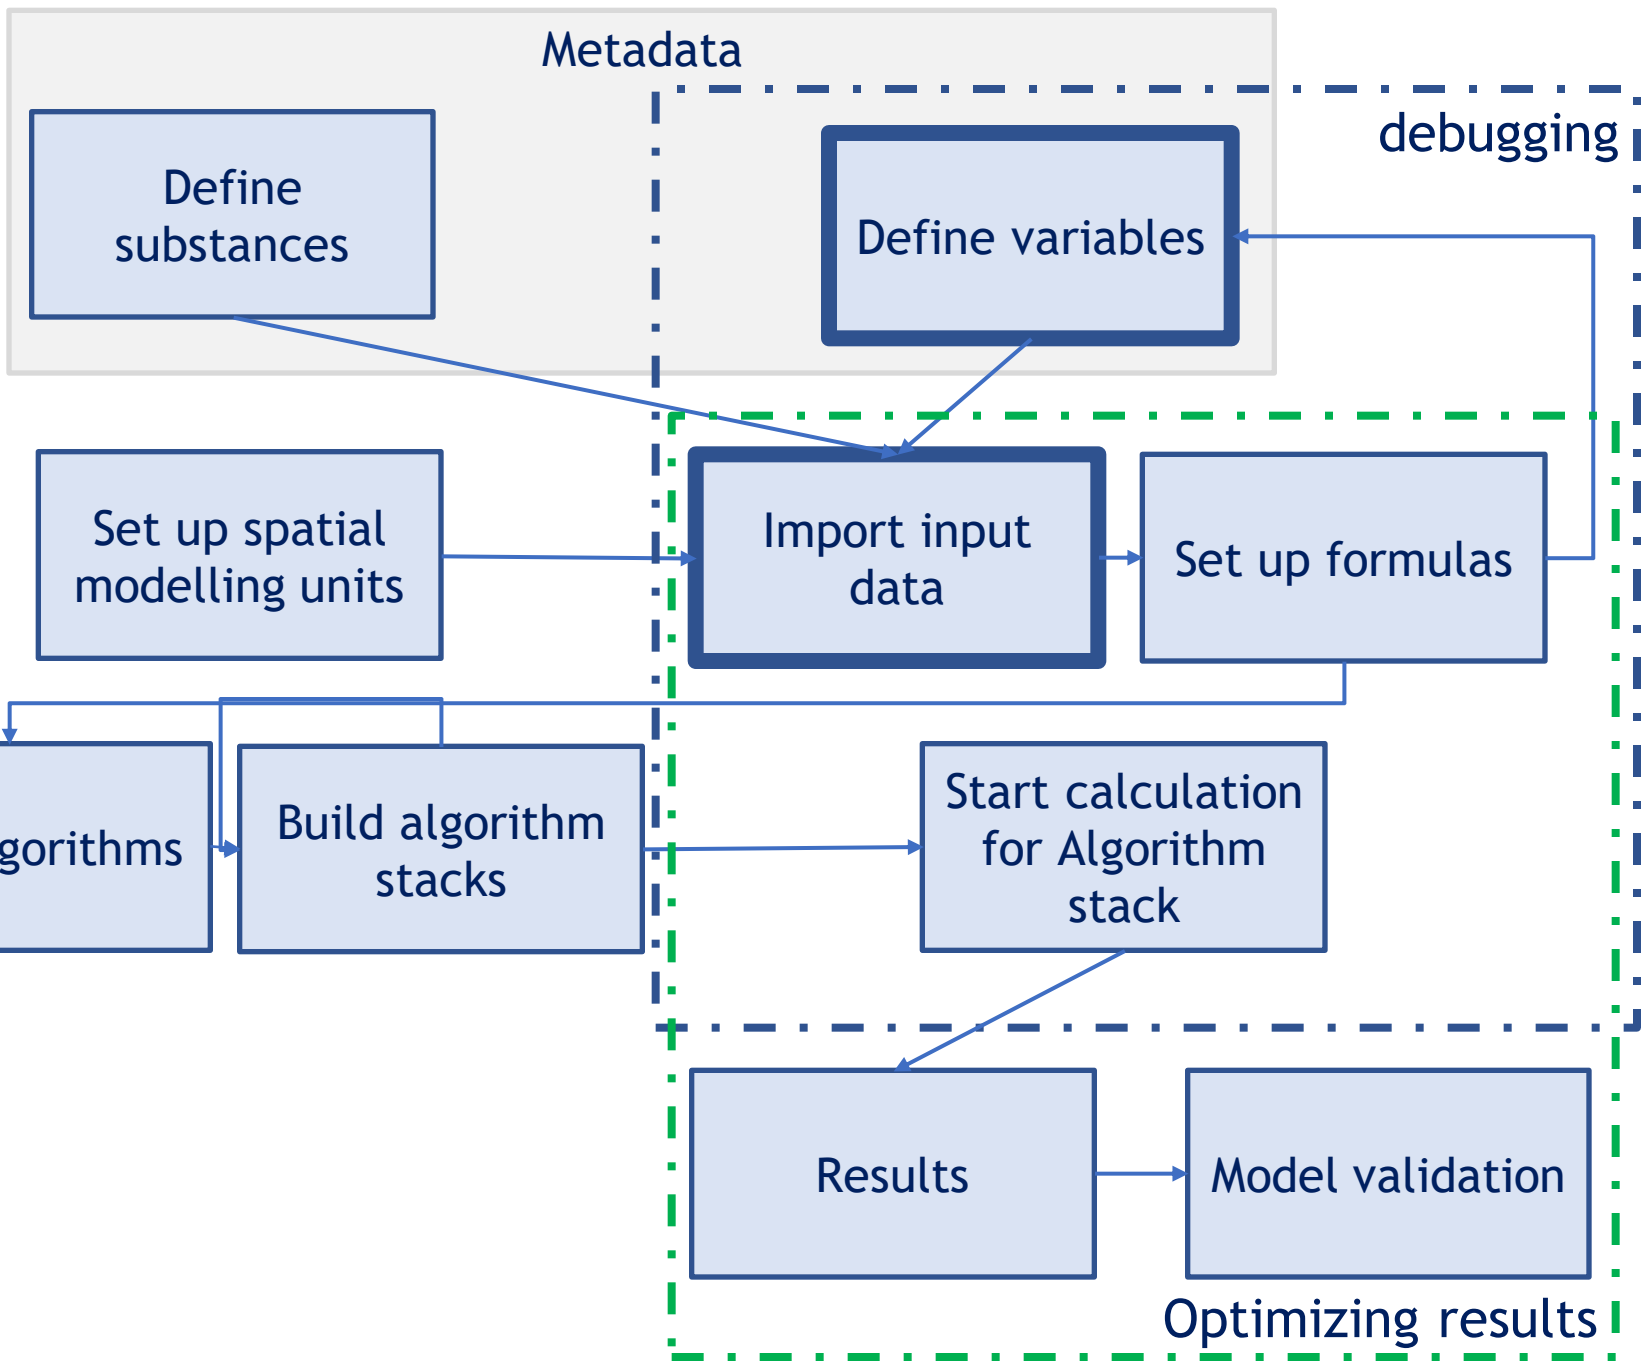 Metadata
debugging
Define
substances
Define variables
Set up spatial
modelling units
Import input
data
Set up formulas
gorithms
Build algorithm
stacks
Start calculation
for Algorithm
stack
Results
Model validation
Optimizing results